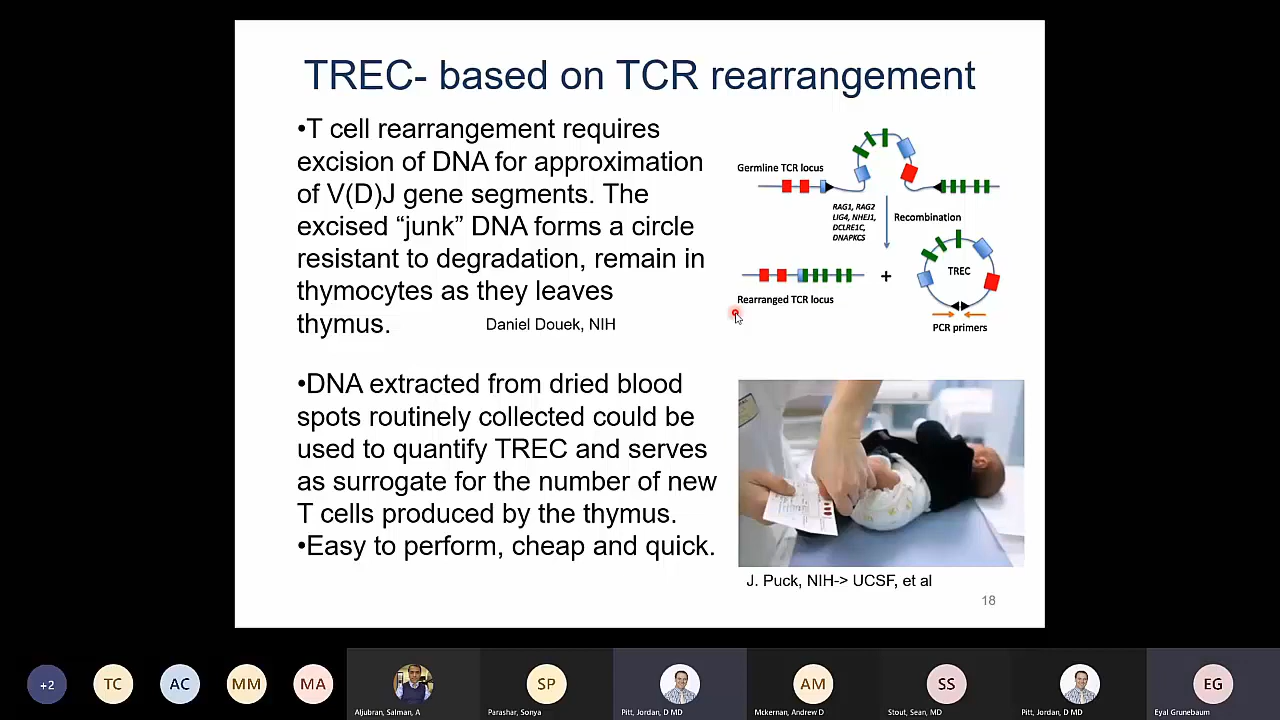 TREC- based on TCR rearrangement
•T cell rearrangement requires
excision of DNA for approximation
of V(D)J gene segments. The
excised “junk” DNA forms a circle
resistant to degradation, remain in
thymocytes as they leaves
thymus.
Daniel Douek, NIH
•DNA extracted from dried blood
spots routinely collected could be
used to quantify TREC and serves
as surrogate for the number of new
T cells produced by the thymus.
•Easy to perform, cheap and quick.
Germline TCR locus
RAG1, RAG2
LIG4, NHEJ1,
DCLRE1C,
DNAPKCS
Recombination
TREC
+
Rearranged TCR locus
PCR primers
J. Puck, NIH-> UCSF, et al
18
+2
TC
AC
MM
MA
Aljubran, Salman, A
SP
Parashar, Sonya
Pitt, Jordan, D MD
AM
Mckernan, Andrew D
SS
Stout, Sean, MD
Pitt, Jordan, D MD
EG
Eyal Grunebaum